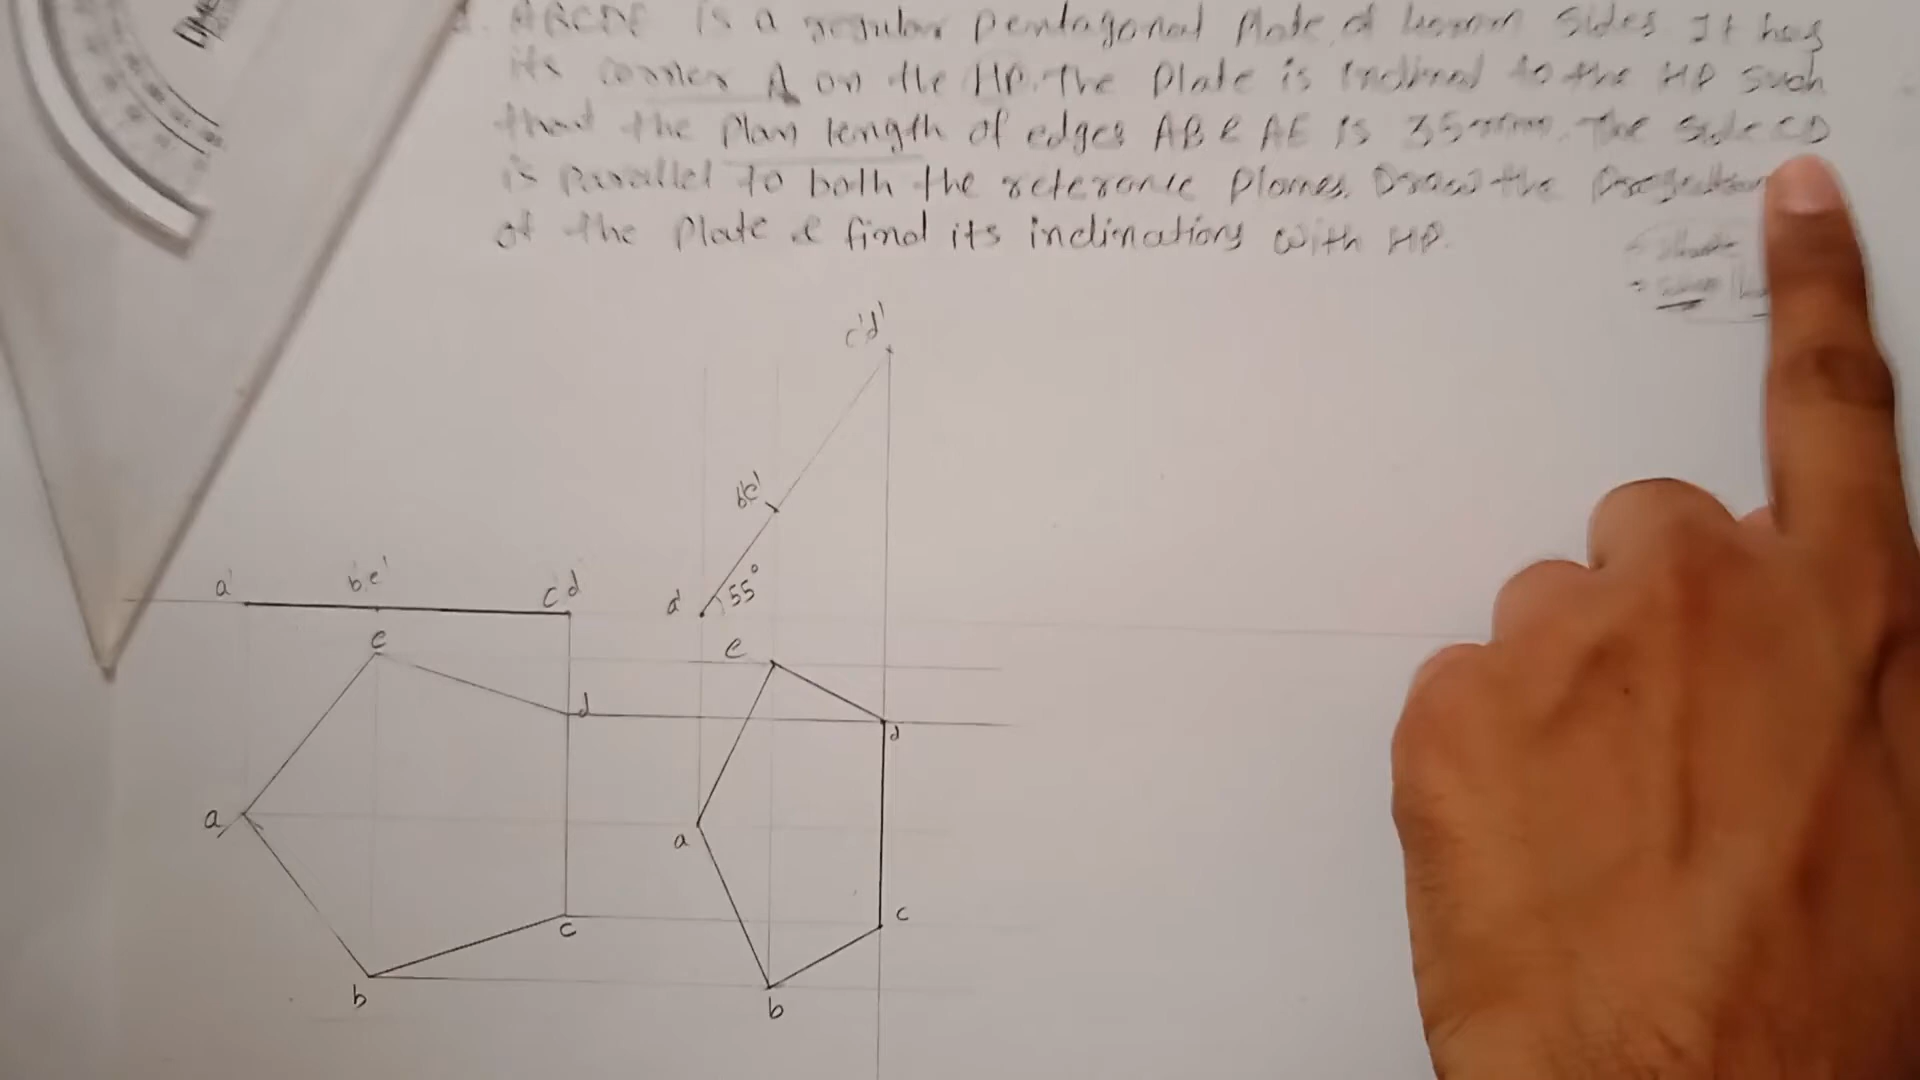 ABCDE is a regular Pentagonal Plate of 40mm sides. It has
its corner A on the HP. The Plate is inclined to the HP such
that the Plan length of edges AB & AE is 35mm. The side CD
is Parallel to both the reference Planes. Draw the Projections
of the Plate & find its inclinations with HP.
c'd'
b'e'
a'
b'e'
c'd'
a'
55°
e
e
d
d
a
a
c
c
b
b